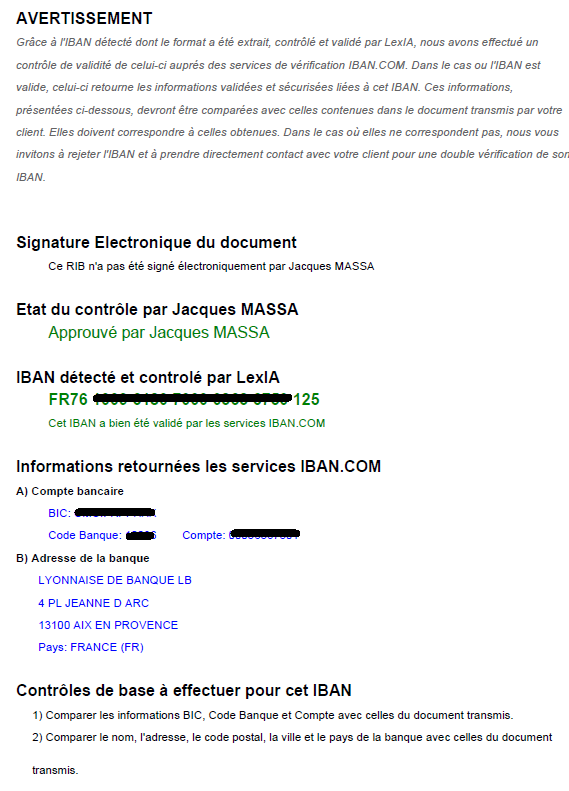 AVERTISSEMENT
Grâce à l'IBAN détecté dont le format a été extrait, contrôlé et validé par LexIA, nous avons effectué un
contrôle de validité de celui-ci auprés des services de vérification IBAN.COM. Dans le cas ou l'IBAN est
valide, celui-ci retourne les informations validées et sécurisées liées à cet IBAN. Ces informations,
présentées ci-dessous, devront être comparées avec celles contenues dans le document transmis par votre
client. Elles doivent correspondre à celles obtenues. Dans le cas où elles ne correspondent pas, nous vous
invitons à rejeter l'IBAN et à prendre directement contact avec votre client pour une double vérification de son
IBAN.
Signature Electronique du document
Ce RIB n'a pas été signé électroniquement par Jacques MASSA
Etat du contrôle par Jacques MASSA
Approuvé par Jacques MASSA
IBAN détecté et controlé par LexIA
FR76 125
Cet IBAN a bien été validé par les services IBAN.COM
Informations retournées les services IBAN.COM
A) Compte bancaire
BIC:
Code Banque: Compte:
B) Adresse de la banque
LYONNAISE DE BANQUE LB
4 PL JEANNE D ARC
13100 AIX EN PROVENCE
Pays: FRANCE (FR)
Contrôles de base à effectuer pour cet IBAN
1) Comparer les informations BIC, Code Banque et Compte avec celles du document transmis.
2) Comparer le nom, l'adresse, le code postal, la ville et le pays de la banque avec celles du document
transmis.